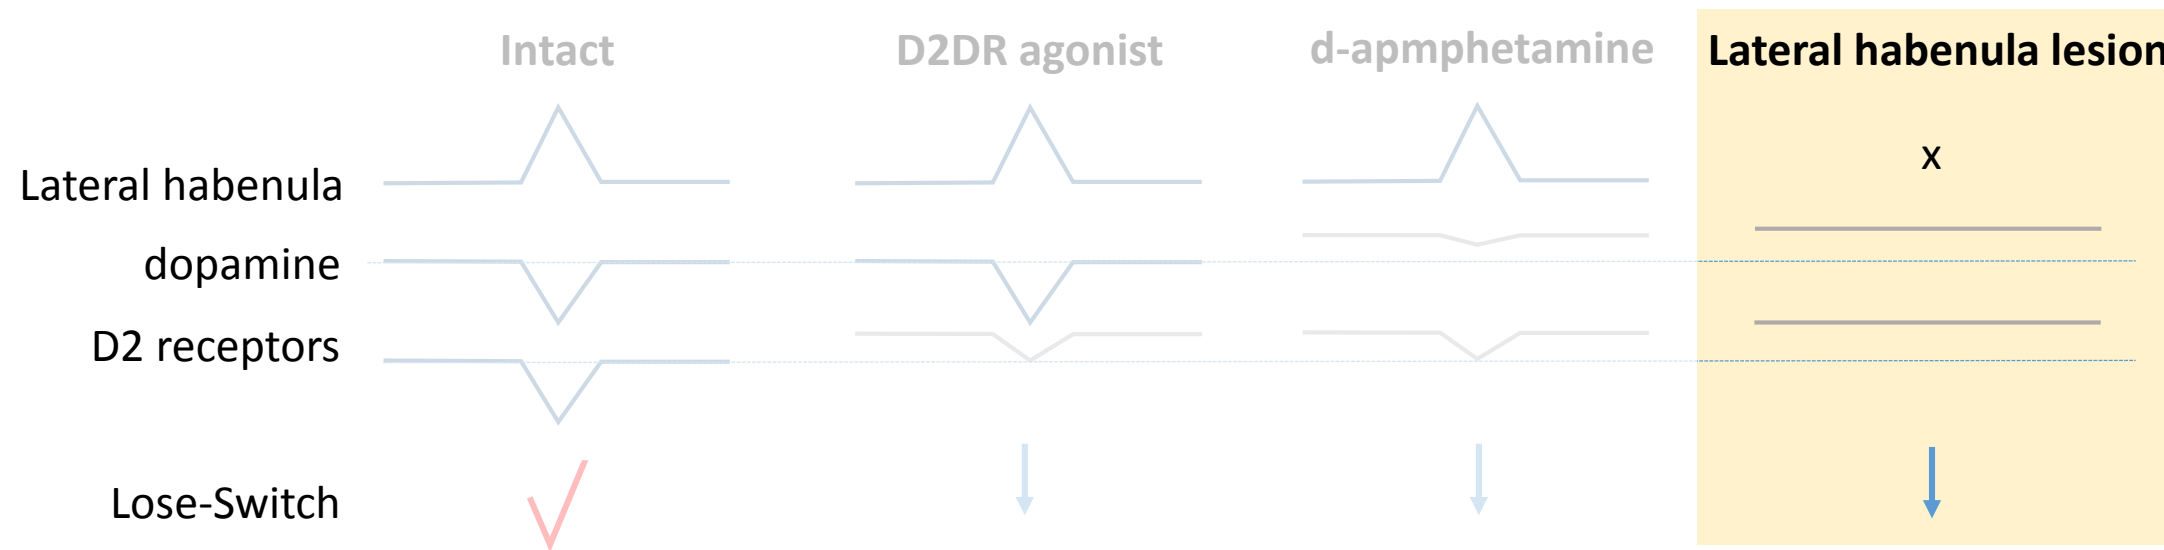 Intact D2DR agonist d-apmphetamine Lateral habenula lesion
x
Lateral habenula
dopamine
D2 receptors
Lose-Switch